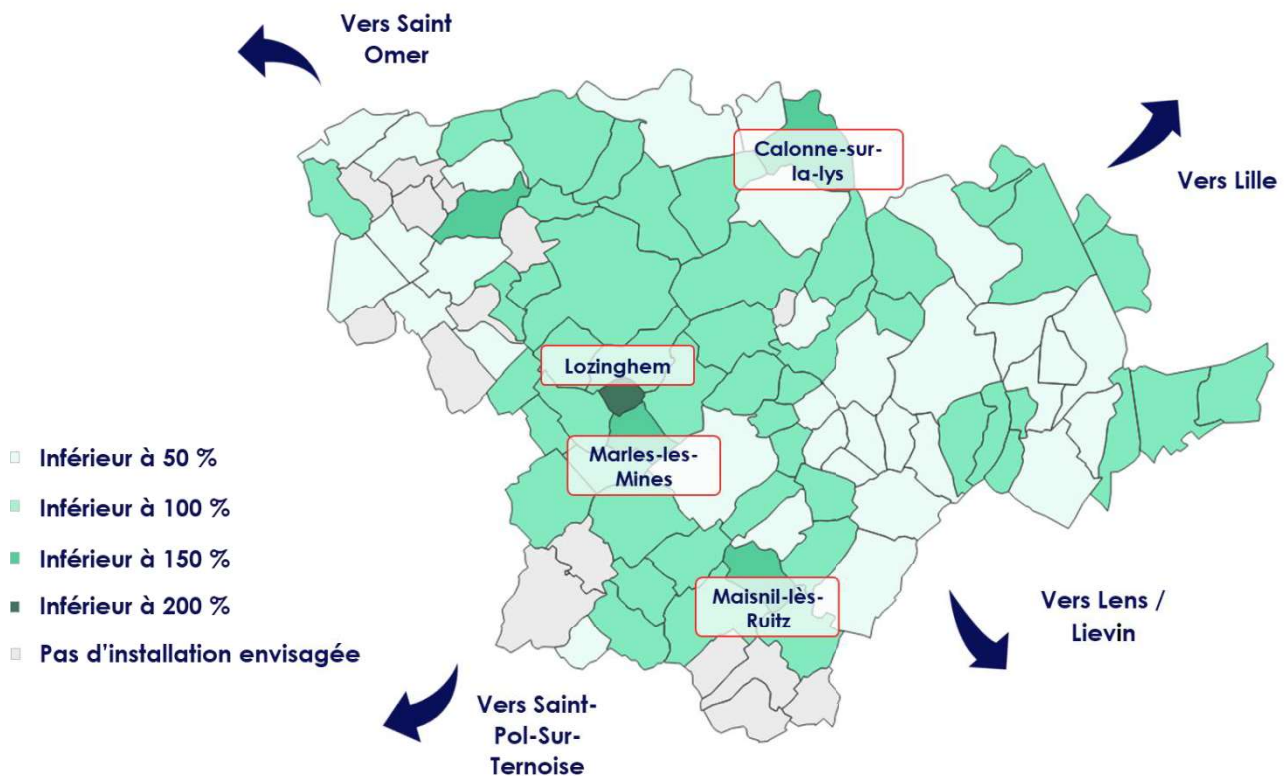 Vers Saint
Omer
Calonne-sur-
la-lys
Vers Lille
Lozinghem
Marles-les-
Mines
Inférieur à 50 %
Inférieur à 100 %
Inférieur à 150 %
Inférieur à 200 %
Pas d’installation envisagée
Maisnil-lès-
Ruitz
Vers Lens /
Lievin
Vers Saint-
Pol-Sur-
Ternoise